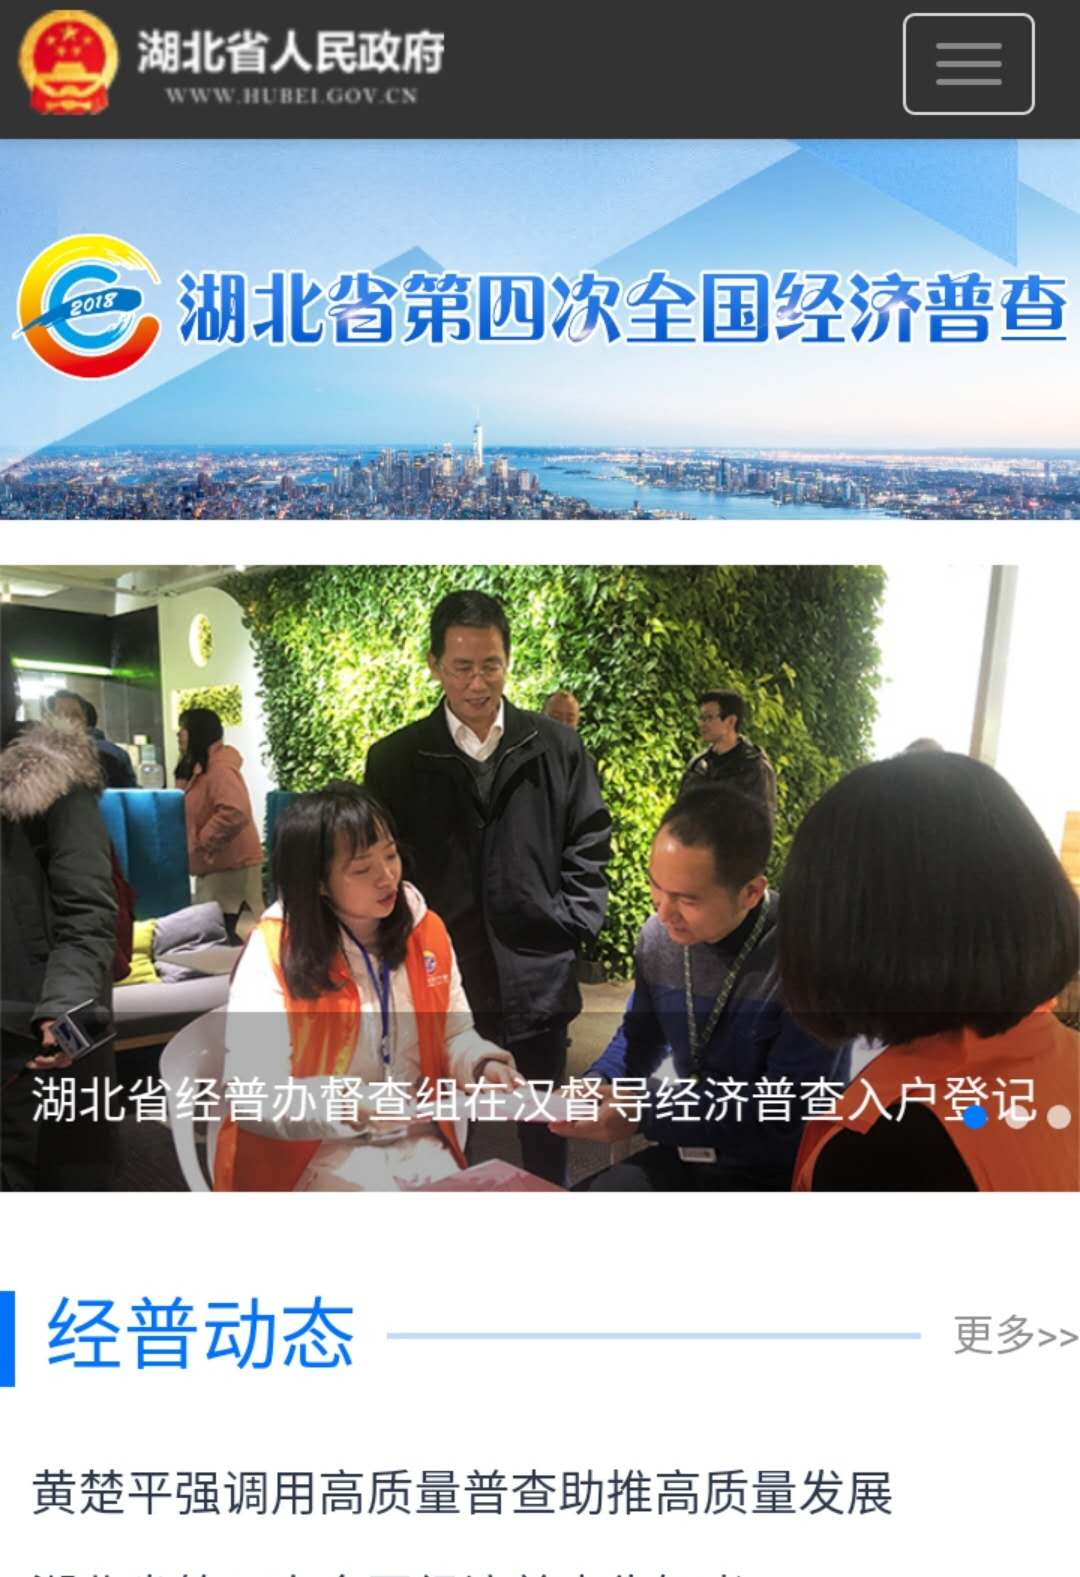 湖北省人民政府
WWW.HUBEI.GOV.CN
2018
湖北省第四次全国经济普查
湖北省经普办督查组在汉督导经济普查入户登记
经普动态
更多>>
黄楚平强调用高质量普查助推高质量发展